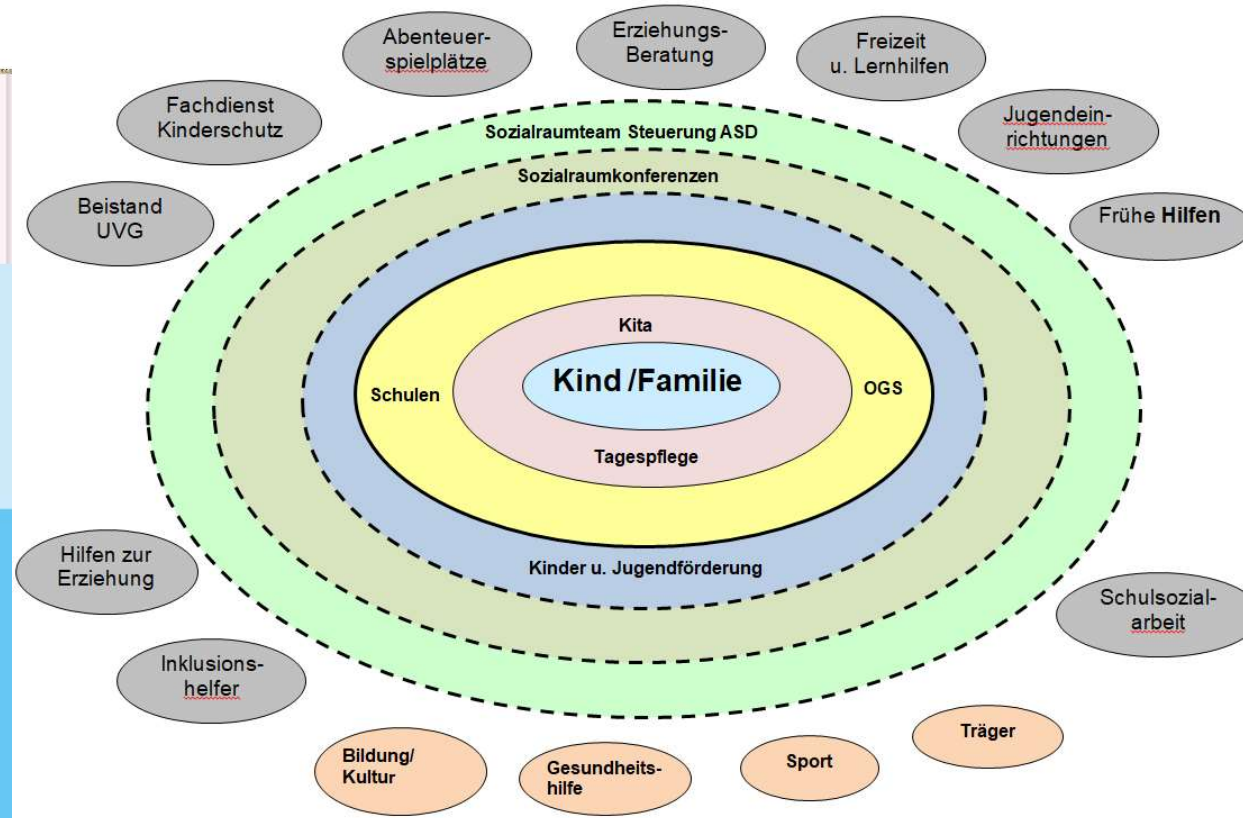 Abenteuer-
spielplätze
Erziehungs-
Beratung
Freizeit
u. Lernhilfen
Fachdienst
Kinderschutz
Jugendein-
richtungen
Beistand
UVG
Frühe Hilfen
Sozialraumteam Steuerung ASD
Sozialraumkonferenzen
Kita
Kind /Familie
Schulen
OGS
Tagespflege
Kinder u. Jugendförderung
Hilfen zur
Erziehung
Schulsozial-
arbeit
Inklusions-
helfer
Bildung/
Kultur
Gesundheits-
hilfe
Sport
Träger